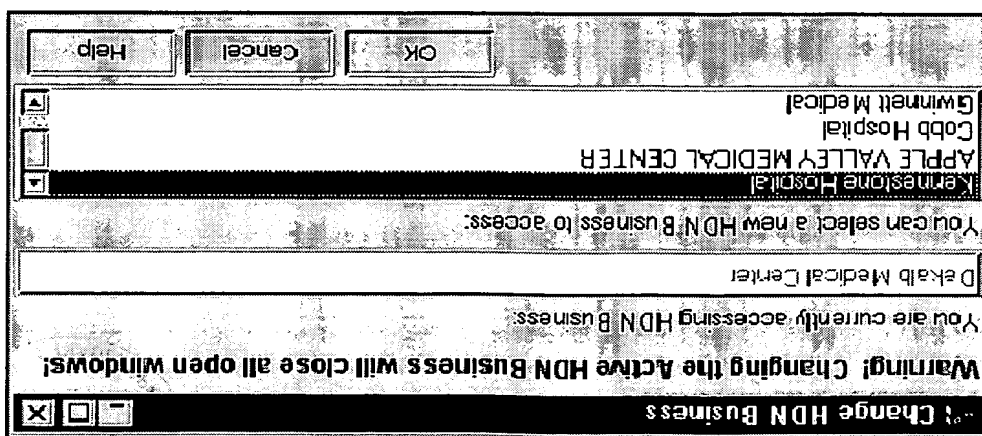 Change HDN Business
Warning! Changing the Active HDN Business will close all open windows!
You are currently accessing HDN Business:
Dekalb Medical Center
You can select a new HDN Business to access:
Kennestone Hospital
APPLE VALLEY MEDICAL CENTER
Cobb Hospital
Gwinnett Medical
OK
Cancel
Help